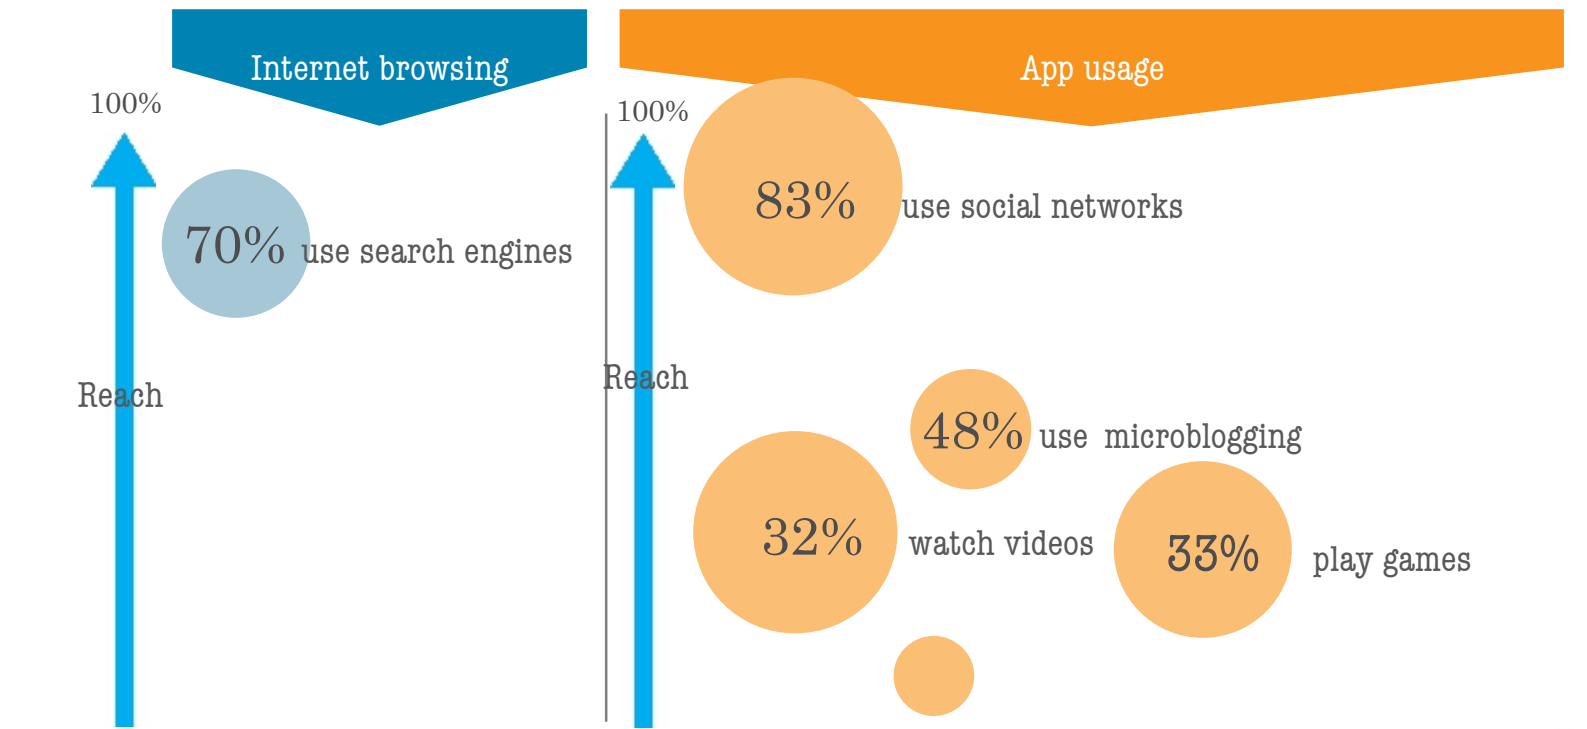 Internet browsing
100%
70% use search engines
Reach
App usage
100%
83% use social networks
Reach
48% use microblogging
32% watch videos
33% play games